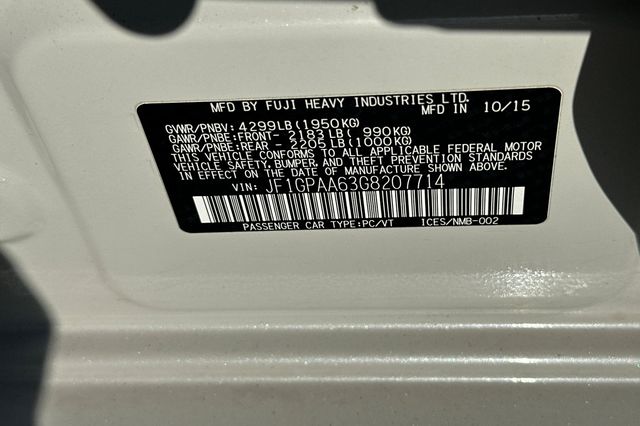 MFD BY FUJI HEAVY INDUSTRIES LTD.
MFD IN 10/15
GVWR/PNBV: 4299LB(1950KG)
GAWR/PNBE:FRONT- 2183LB( 990KG)
GAWR/PNBE:REAR - 2205LB(1000KG)
THIS VEHICLE CONFORMS TO ALL APPLICABLE FEDERAL MOTOR
VEHICLE SAFETY, BUMPER, AND THEFT PREVENTION STANDARDS
IN EFFECT ON THE DATE OF MANUFACTURE SHOWN ABOVE.
VIN: JF1GPAA63G8207714
PASSENGER CAR TYPE:PC/VT ICES/NMB-002